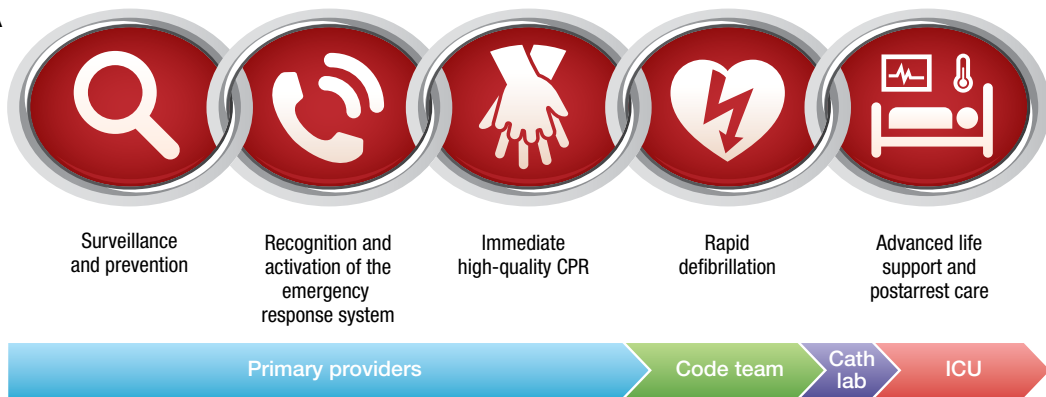 A
Surveillance
and prevention
Recognition and
activation of the
emergency
response system
Immediate
high-quality CPR
Rapid
defibrillation
Advanced life
support and
postarrest care
Primary providers
Code team
Cath
lab
ICU